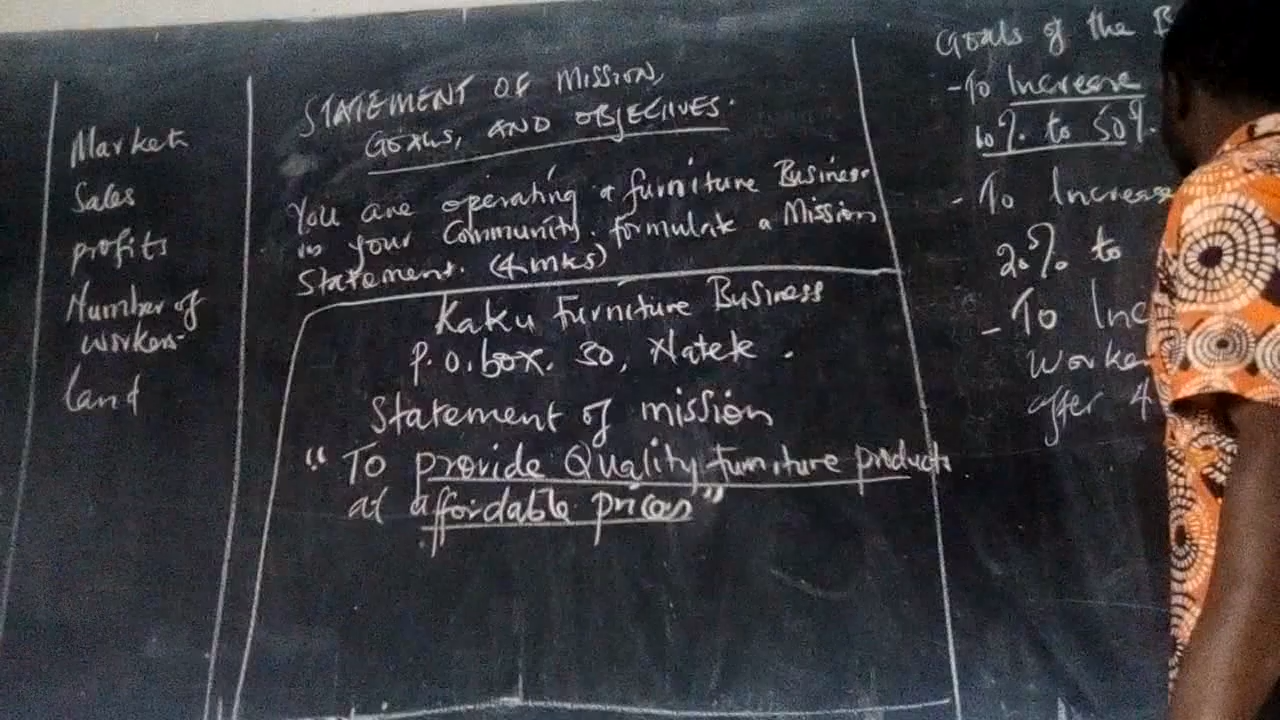 Market
Sales
profits
Number of
workers
land
STATEMENT OF MISSION,
GOALS, AND OBJECTIVES.
You are operating a furniture Business
in your Community. formulate a Mission
Statement. (4mks)
Kaku Furniture Business
P.O.box. 30,
Statement of mission
"To provide Quality furniture products
at affordable prices"
Goals of the B
- To Increase
% to 50%.
- To Increase
20% to
- To Inc
Worke
after 4